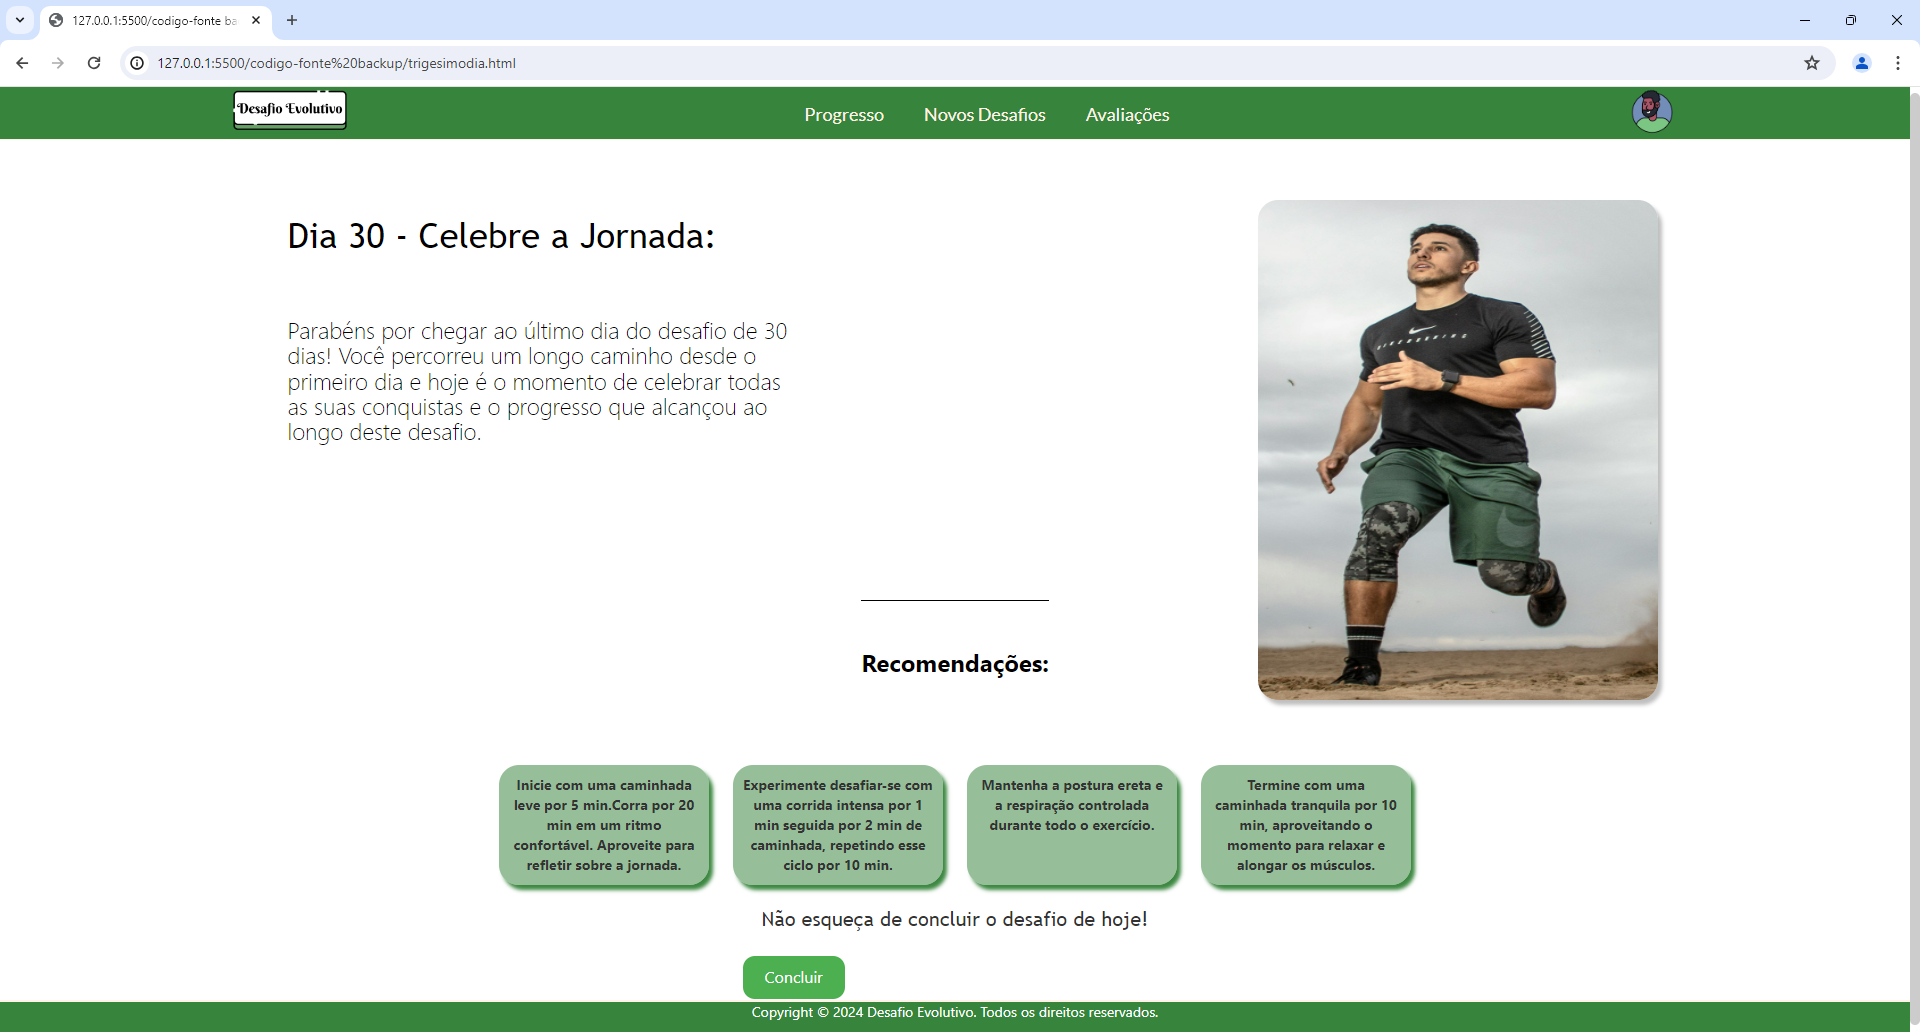 127.0.0.1:5500/codigo-fonte ba
127.0.0.1:5500/codigo-fonte%20backup/trigesimodia.html
Desafio Evolutivo
Progresso
Novos Desafios
Avaliações
Dia 30 - Celebre a Jornada:
Parabéns por chegar ao último dia do desafio de 30
dias! Você percorreu um longo caminho desde o
primeiro dia e hoje é o momento de celebrar todas
as suas conquistas e o progresso que alcançou ao
longo deste desafio.
Recomendações:
Inicie com uma caminhada
leve por 5 min.Corra por 20
min em um ritmo
confortável. Aproveite para
refletir sobre a jornada.
Experimente desafiar-se com
uma corrida intensa por 1
min seguida por 2 min de
caminhada, repetindo esse
ciclo por 10 min.
Mantenha a postura ereta e
a respiração controlada
durante todo o exercício.
Termine com uma
caminhada tranquila por 10
min, aproveitando o
momento para relaxar e
alongar os músculos.
Não esqueça de concluir o desafio de hoje!
Concluir
Copyright © 2024 Desafio Evolutivo. Todos os direitos reservados.